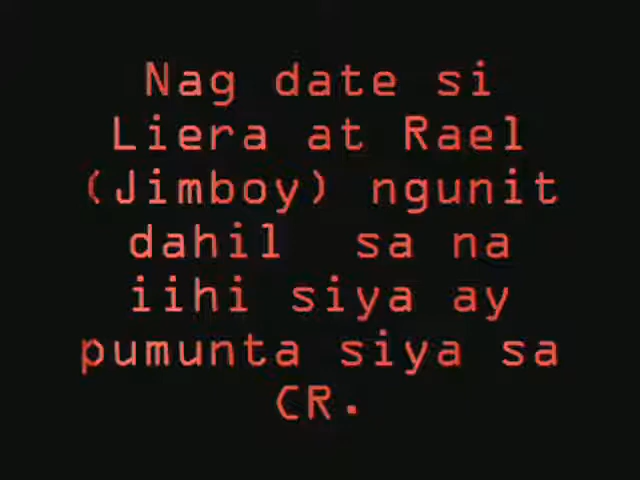 Nag date si
Liera at Rael
(Jimboy) ngunit
dahil  sa na
iihi siya ay
pumunta siya sa
CR.